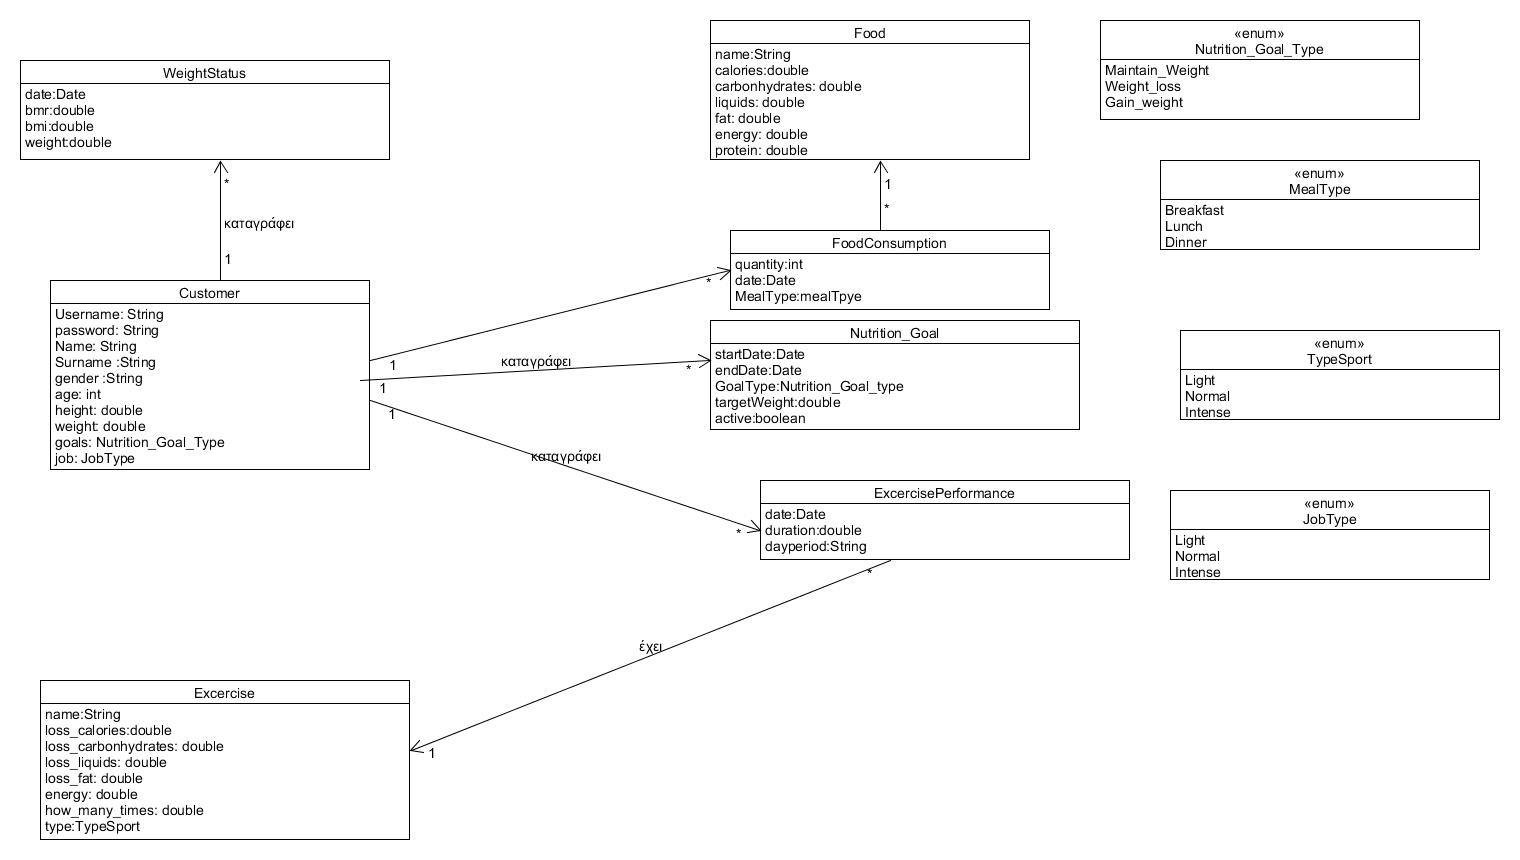 WeightStatus
date:Date
bmr:double
bmi:double
weight:double
*
καταγράφει
1
Customer
Username: String
password: String
Name: String
Surname :String
gender :String
age: int
height: double
weight: double
goals: Nutrition_Goal_Type
job: JobType
Food
name:String
calories:double
carbonhydrates: double
liquids: double
fat: double
energy: double
protein: double
1
*
FoodConsumption
quantity:int
date:Date
MealType:mealTpye
*
1
Nutrition_Goal
startDate:Date
endDate:Date
GoalType:Nutrition_Goal_type
targetWeight:double
active:boolean
καταγράφει
*
1
1
καταγράφει
*
ExcercisePerformance
date:Date
duration:double
dayperiod:String
*
έχει
1
Excercise
name:String
loss_calories:double
loss_carbonhydrates: double
loss_liquids: double
loss_fat: double
energy: double
how_many_times: double
type:TypeSport
«enum»
Nutrition_Goal_Type
Maintain_Weight
Weight_loss
Gain_weight
«enum»
MealType
Breakfast
Lunch
Dinner
«enum»
TypeSport
Light
Normal
Intense
«enum»
JobType
Light
Normal
Intense